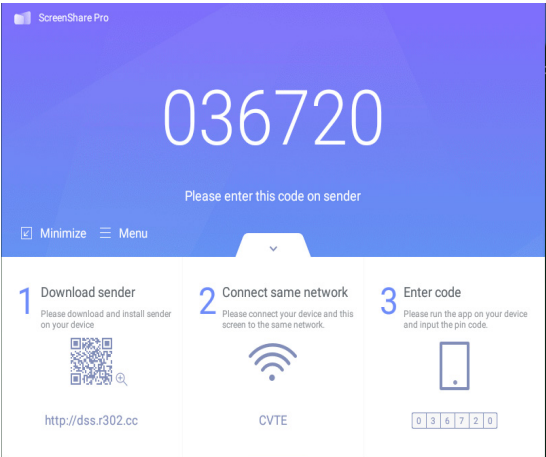 ScreenShare Pro
036720
Please enter this code on sender
Minimize Menu
1 Download sender
Please download and install sender
on your device
http://dss.r302.cc
2 Connect same network
Please connect your device and this
screen to the same network.
CVTE
3 Enter code
Please run the app on your device
and input the pin code.
0 3 6 7 2 0